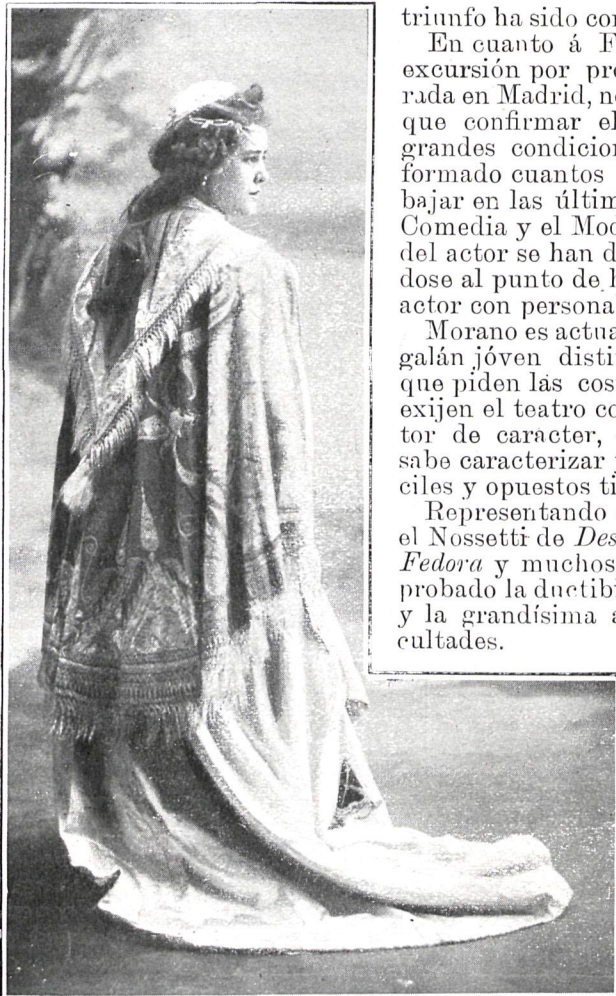 triunfo ha sido con
En cuanto á F
excursión por pro
rada en Madrid, no
que confirmar el
grandes condicion
formado cuantos
bajar en las últim
Comedia y el Mod
del actor se han d
dose al punto de h
actor con persona
Morano es actua
galán jóven disti
que piden las cos
exijen el teatro co
tor de caracter,
sabe caracterizar
ciles y opuestos ti
Representando
el Nossetti de Des
Fedora y muchos
probado la ductibi
y la grandísima a
cultades.